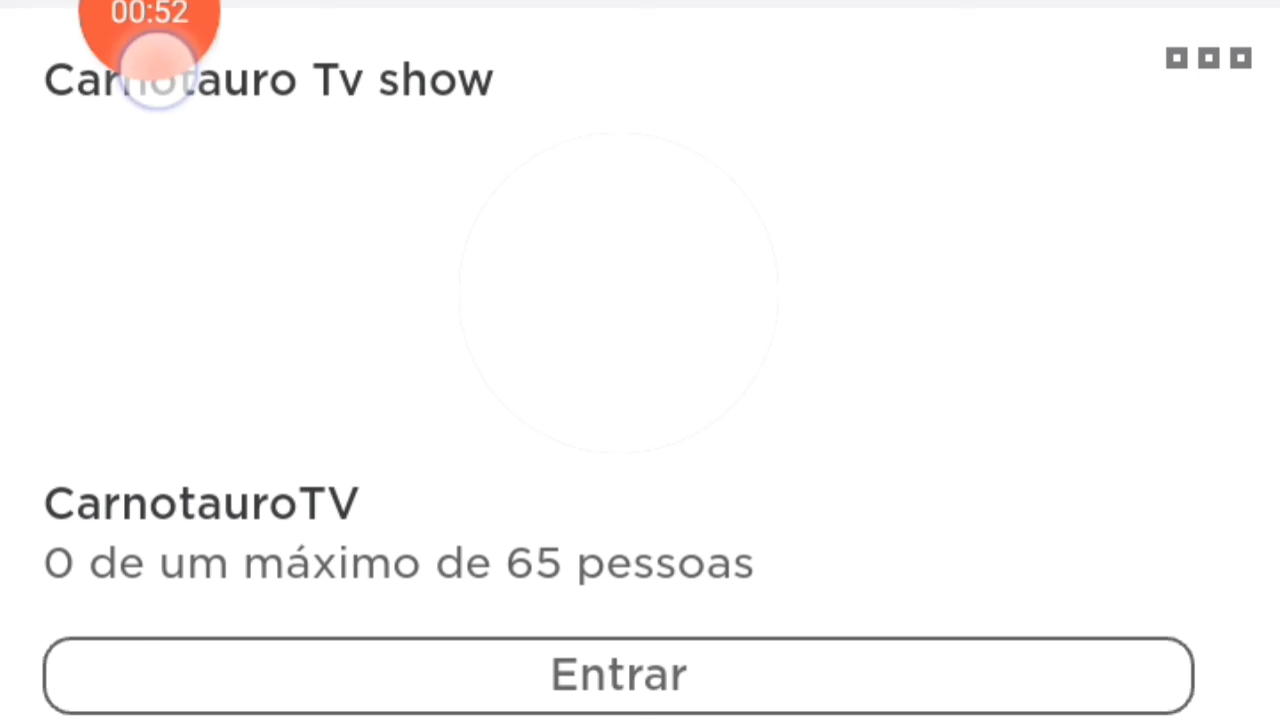 00:52
Carnotauro Tv show
CarnotauroTV
0 de um máximo de 65 pessoas
Entrar